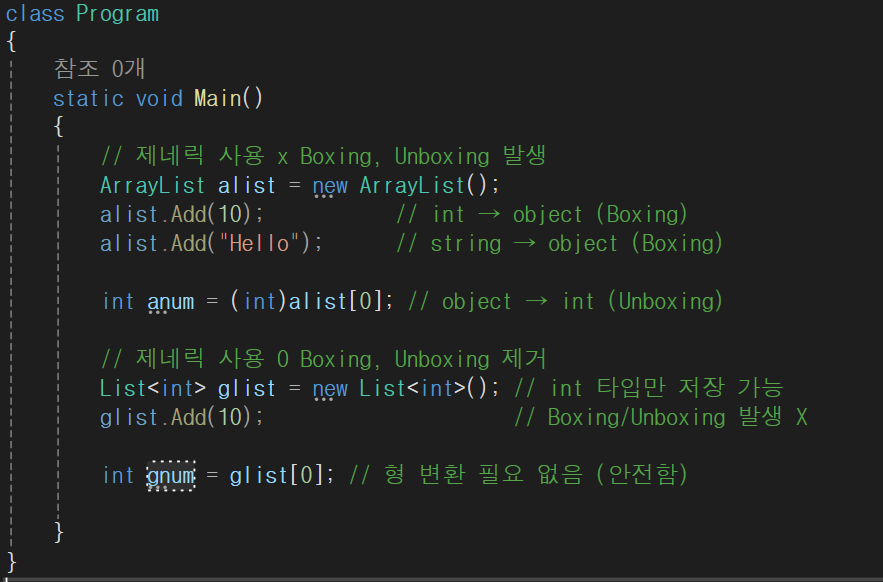 class Program
{
참조 0개
static void Main()
{
// 제네릭 사용 x Boxing, Unboxing 발생
ArrayList alist = new ArrayList();
alist.Add(10); // int → object (Boxing)
alist.Add("Hello"); // string → object (Boxing)
int anum = (int)alist[0]; // object → int (Unboxing)
// 제네릭 사용 O Boxing, Unboxing 제거
List<int> glist = new List<int>(); // int 타입만 저장 가능
glist.Add(10); // Boxing/Unboxing 발생 X
int gnum = glist[0]; // 형 변환 필요 없음 (안전함)
}
}